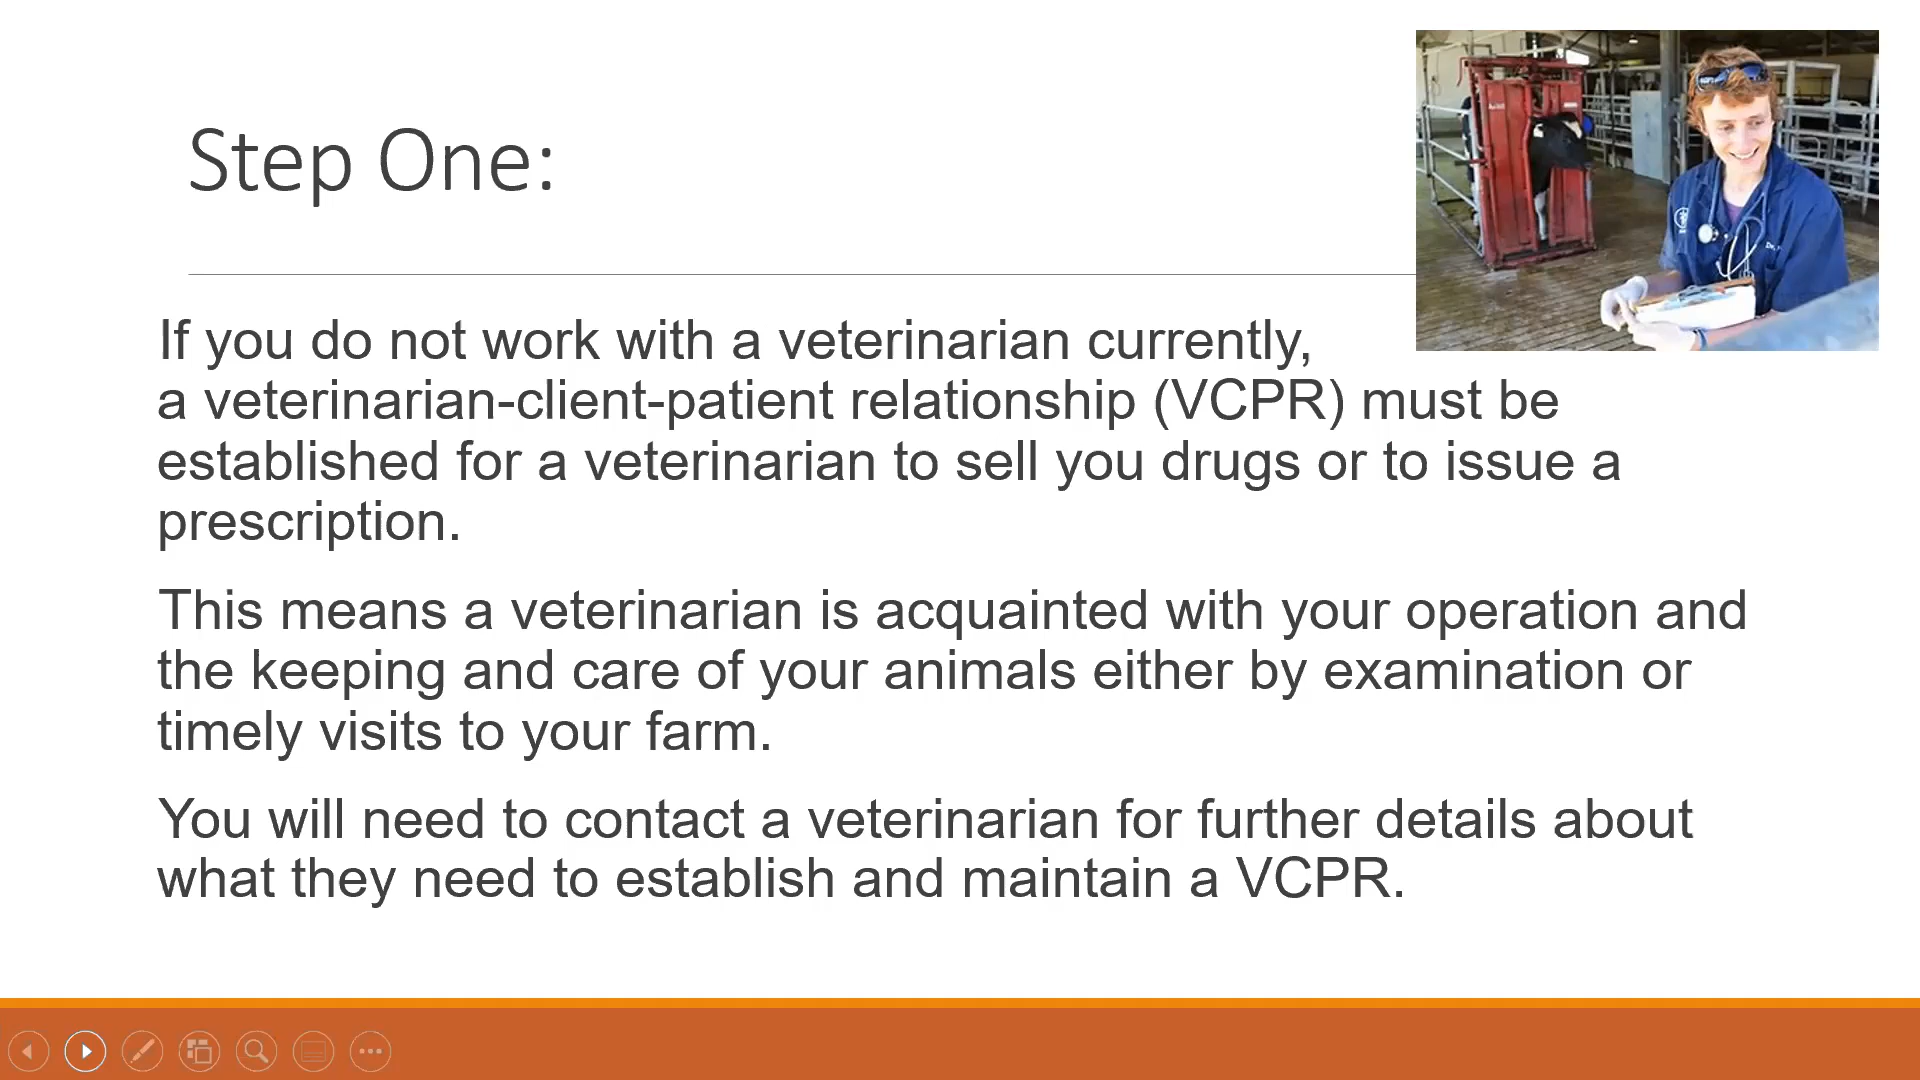 Step One:
If you do not work with a veterinarian currently,
a veterinarian-client-patient relationship (VCPR) must be
established for a veterinarian to sell you drugs or to issue a
prescription.
This means a veterinarian is acquainted with your operation and
the keeping and care of your animals either by examination or
timely visits to your farm.
You will need to contact a veterinarian for further details about
what they need to establish and maintain a VCPR.
Dr.